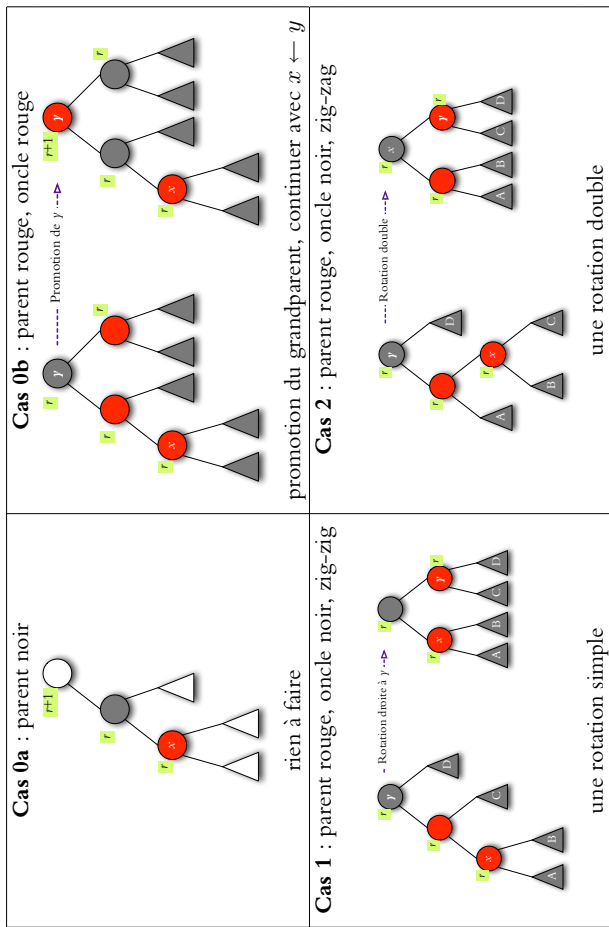 Cas 0a : parent noir
r+1
r
r
x
rien à faire
Cas 0b : parent rouge, oncle rouge
r
y
Promotion de y
r+1
y
r
r
r
r
r
x
r
x
promotion du grandparent, continuer avec x ← y
Cas 1 : parent rouge, oncle noir, zig-zig
r
y
Rotation droite à y
r
r
D
r
x
r
y
r
x
C
A
B
A
B
C
D
une rotation simple
Cas 2 : parent rouge, oncle noir, zig-zag
r
y
Rotation double
r
x
r
D
r
r
y
A
r
x
A
B
C
D
B
C
une rotation double